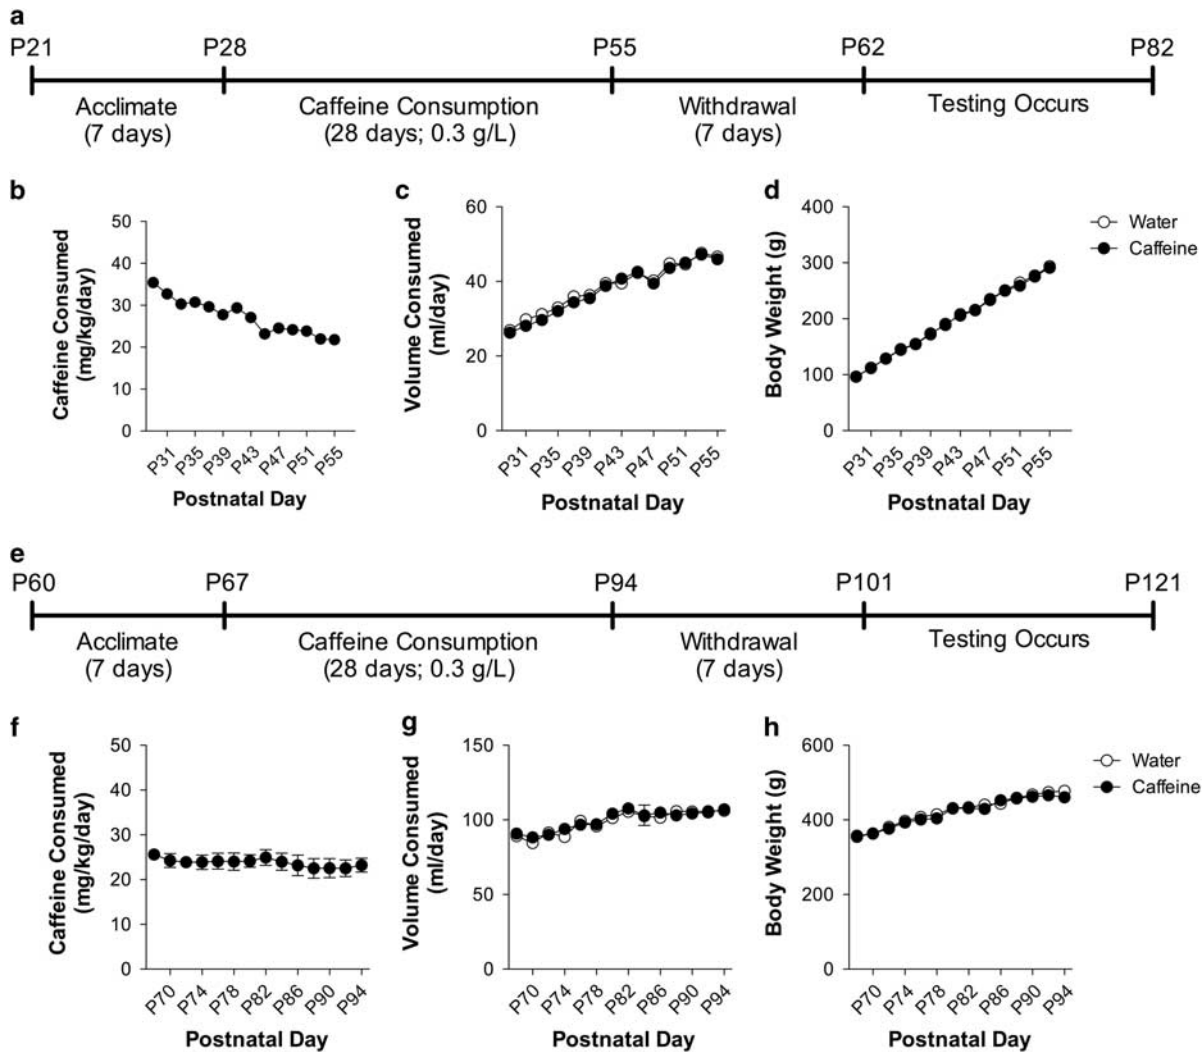 a
P21 P28 P55 P62 P82
Acclimate Caffeine Consumption Withdrawal Testing Occurs
(7 days) (28 days; 0.3 g/L) (7 days)
b
Caffeine Consumed
(mg/kg/day)
50
40
30
20
10
0
P31 P35 P39 P43 P47 P51 P55
Postnatal Day
c
Volume Consumed
(ml/day)
60
40
20
0
P31 P35 P39 P43 P47 P51 P55
Postnatal Day
d
Body Weight (g)
400
300
200
100
0
P31 P35 P39 P43 P47 P51 P55
Postnatal Day
Water
Caffeine
e
P60 P67 P94 P101 P121
Acclimate Caffeine Consumption Withdrawal Testing Occurs
(7 days) (28 days; 0.3 g/L) (7 days)
f
Caffeine Consumed
(mg/kg/day)
50
40
30
20
10
0
P70 P74 P78 P82 P86 P90 P94
Postnatal Day
g
Volume Consumed
(ml/day)
150
100
50
0
P70 P74 P78 P82 P86 P90 P94
Postnatal Day
h
Body Weight (g)
600
400
200
0
P70 P74 P78 P82 P86 P90 P94
Postnatal Day
Water
Caffeine